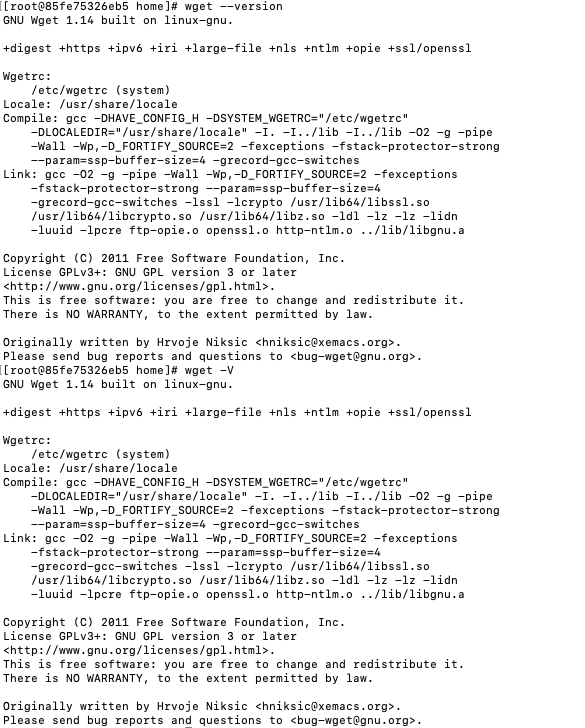 [[root@85fe75326eb5 home]# wget --version
GNU Wget 1.14 built on linux-gnu.
+digest +https +ipv6 +iri +large-file +nls +ntlm +opie +ssl/openssl
Wgetrc:
    /etc/wgetrc (system)
Locale: /usr/share/locale
Compile: gcc -DHAVE_CONFIG_H -DSYSTEM_WGETRC="/etc/wgetrc"
    -DLOCALEDIR="/usr/share/locale" -I. -I../lib -I../lib -O2 -g -pipe
    -Wall -Wp,-D_FORTIFY_SOURCE=2 -fexceptions -fstack-protector-strong
    --param=ssp-buffer-size=4 -grecord-gcc-switches
Link: gcc -O2 -g -pipe -Wall -Wp,-D_FORTIFY_SOURCE=2 -fexceptions
    -fstack-protector-strong --param=ssp-buffer-size=4
    -grecord-gcc-switches -lssl -lcrypto /usr/lib64/libssl.so
    /usr/lib64/libcrypto.so /usr/lib64/libz.so -ldl -lz -lz -lidn
    -luuid -lpcre ftp-opie.o openssl.o http-ntlm.o ../lib/libgnu.a
Copyright (C) 2011 Free Software Foundation, Inc.
License GPLv3+: GNU GPL version 3 or later
<http://www.gnu.org/licenses/gpl.html>.
This is free software: you are free to change and redistribute it.
There is NO WARRANTY, to the extent permitted by law.
Originally written by Hrvoje Niksic <hniksic@xemacs.org>.
Please send bug reports and questions to <bug-wget@gnu.org>.
[[root@85fe75326eb5 home]# wget -V
GNU Wget 1.14 built on linux-gnu.
+digest +https +ipv6 +iri +large-file +nls +ntlm +opie +ssl/openssl
Wgetrc:
    /etc/wgetrc (system)
Locale: /usr/share/locale
Compile: gcc -DHAVE_CONFIG_H -DSYSTEM_WGETRC="/etc/wgetrc"
    -DLOCALEDIR="/usr/share/locale" -I. -I../lib -I../lib -O2 -g -pipe
    -Wall -Wp,-D_FORTIFY_SOURCE=2 -fexceptions -fstack-protector-strong
    --param=ssp-buffer-size=4 -grecord-gcc-switches
Link: gcc -O2 -g -pipe -Wall -Wp,-D_FORTIFY_SOURCE=2 -fexceptions
    -fstack-protector-strong --param=ssp-buffer-size=4
    -grecord-gcc-switches -lssl -lcrypto /usr/lib64/libssl.so
    /usr/lib64/libcrypto.so /usr/lib64/libz.so -ldl -lz -lz -lidn
    -luuid -lpcre ftp-opie.o openssl.o http-ntlm.o ../lib/libgnu.a
Copyright (C) 2011 Free Software Foundation, Inc.
License GPLv3+: GNU GPL version 3 or later
<http://www.gnu.org/licenses/gpl.html>.
This is free software: you are free to change and redistribute it.
There is NO WARRANTY, to the extent permitted by law.
Originally written by Hrvoje Niksic <hniksic@xemacs.org>.
Please send bug reports and questions to <bug-wget@gnu.org>.